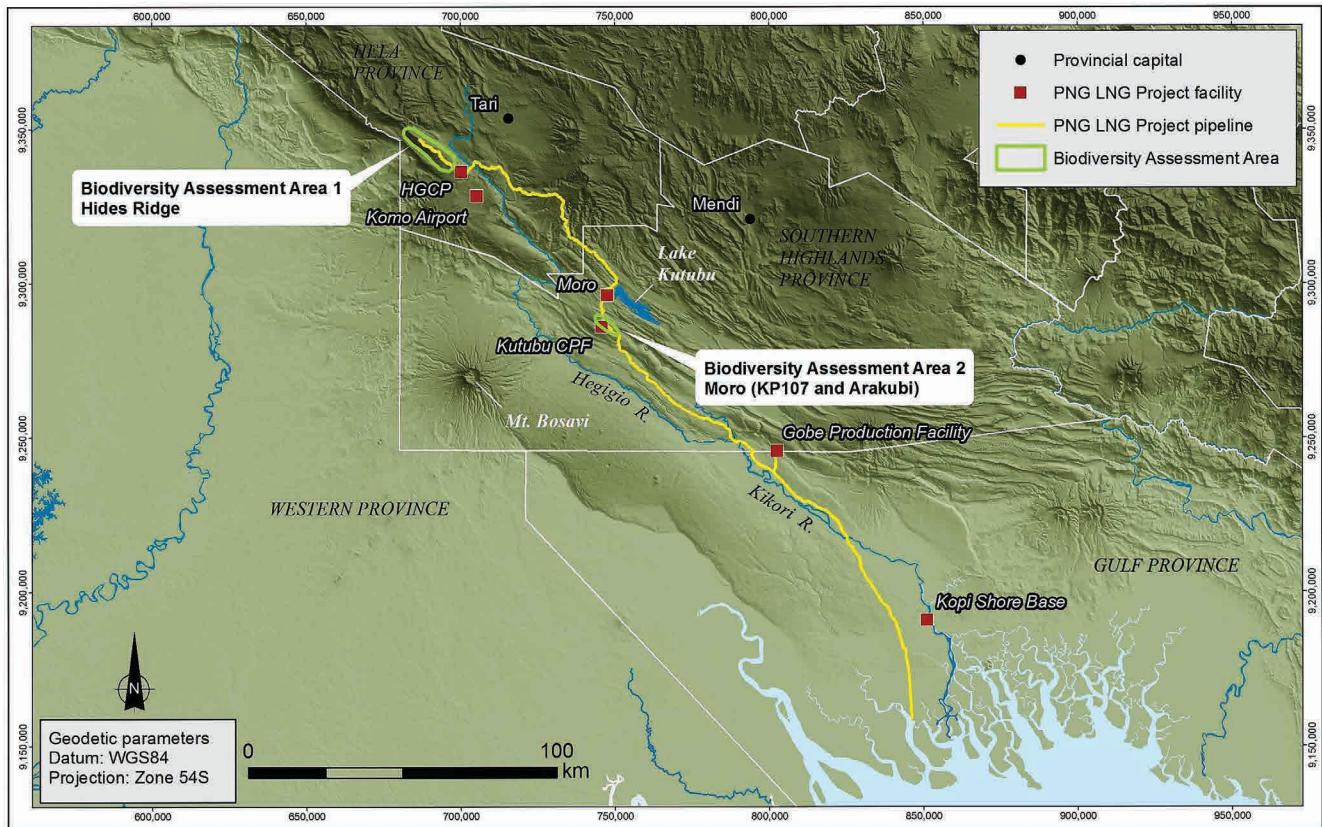 600,000
650,000
700,000
750,000
800,000
850,000
900,000
950,000
Provincial capital
PNG LNG Project facility
PNG LNG Project pipeline
Biodiversity Assessment Area
HELA
PROVINCE
Tari
9,350,000
9,350,000
Biodiversity Assessment Area 1
Hides Ridge
HGCP
Komo Airport
Mendi
SOUTHERN
HIGHLANDS
PROVINCE
Lake
Kutubu
9,300,000
9,300,000
Moro
Kutubu CPF
Biodiversity Assessment Area 2
Moro (KP107 and Arakubi)
Hegigio R.
Mt. Bosavi
Gobe Production Facility
9,250,000
9,250,000
WESTERN PROVINCE
Kikori R.
GULF PROVINCE
9,200,000
9,200,000
Kopi Shore Base
N
Geodetic parameters
Datum: WGS84
Projection: Zone 54S
0 100
km
9,150,000
9,150,000
600,000
650,000
700,000
750,000
800,000
850,000
900,000
950,000